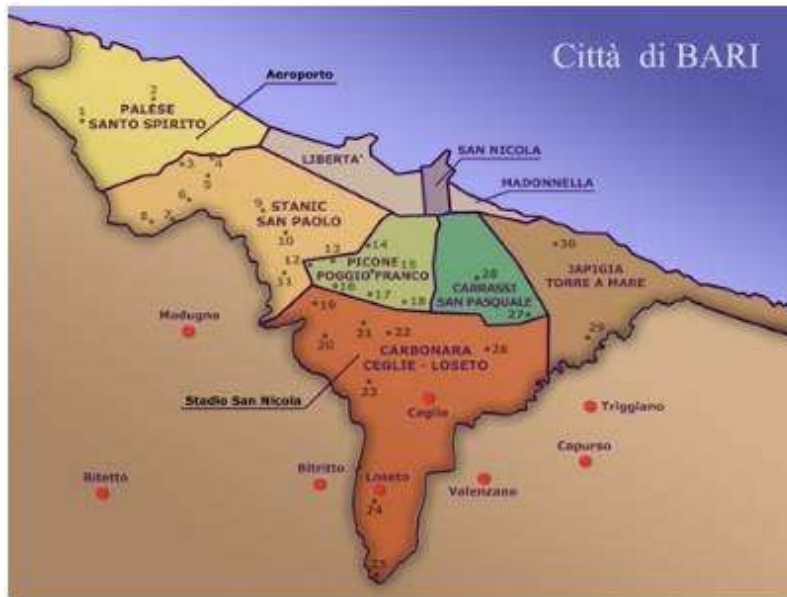 Città di BARI
Aeroporto
2
1
PALESE
SANTO SPIRITO
SAN NICOLA
LIBERTA'
MADONNELLA
3
4
5
6
7
8
9
STANIC
SAN PAOLO
10
11
12
13
14
15
PICONE
POGGIOFRANCO
16
17
18
30
JAPIGIA
TORRE A MARE
28
CARRASSI
SAN PASQUALE
27
29
19
20
21
22
26
Modugno
CARBONARA
CEGLIE - LOSETO
23
Stadio San Nicola
Ceglie
Triggiano
Capurso
Bitetto
Bitritto
Loseto
Valenzano
24
25